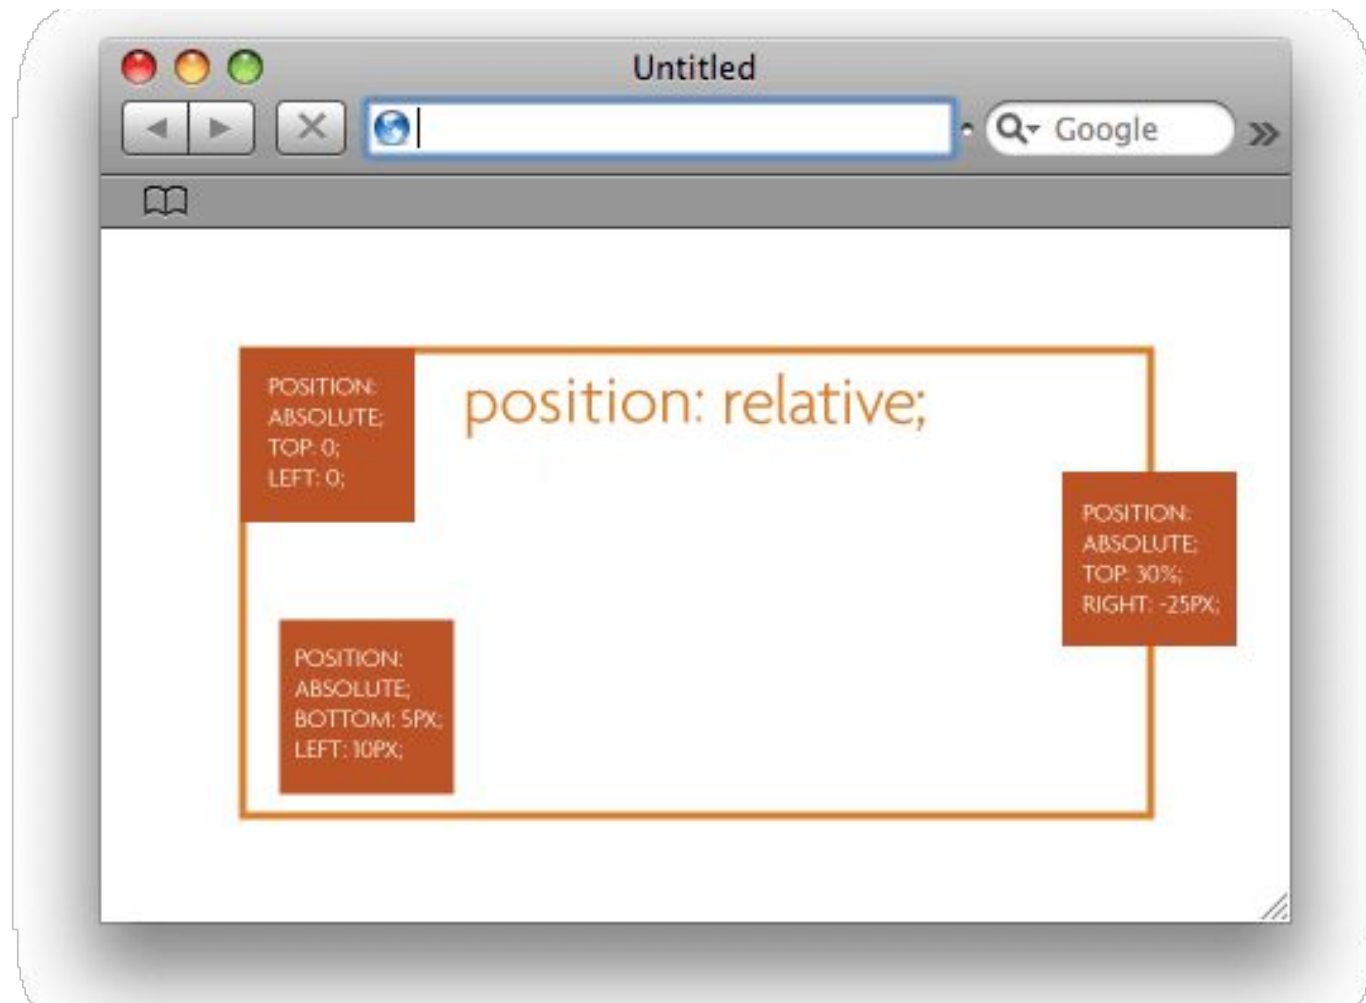 Untitled
Google
position: relative;
POSITION:
ABSOLUTE;
TOP: 0;
LEFT: 0;
POSITION:
ABSOLUTE;
TOP: 30%;
RIGHT: -25PX;
POSITION:
ABSOLUTE;
BOTTOM: 5PX;
LEFT: 10PX;